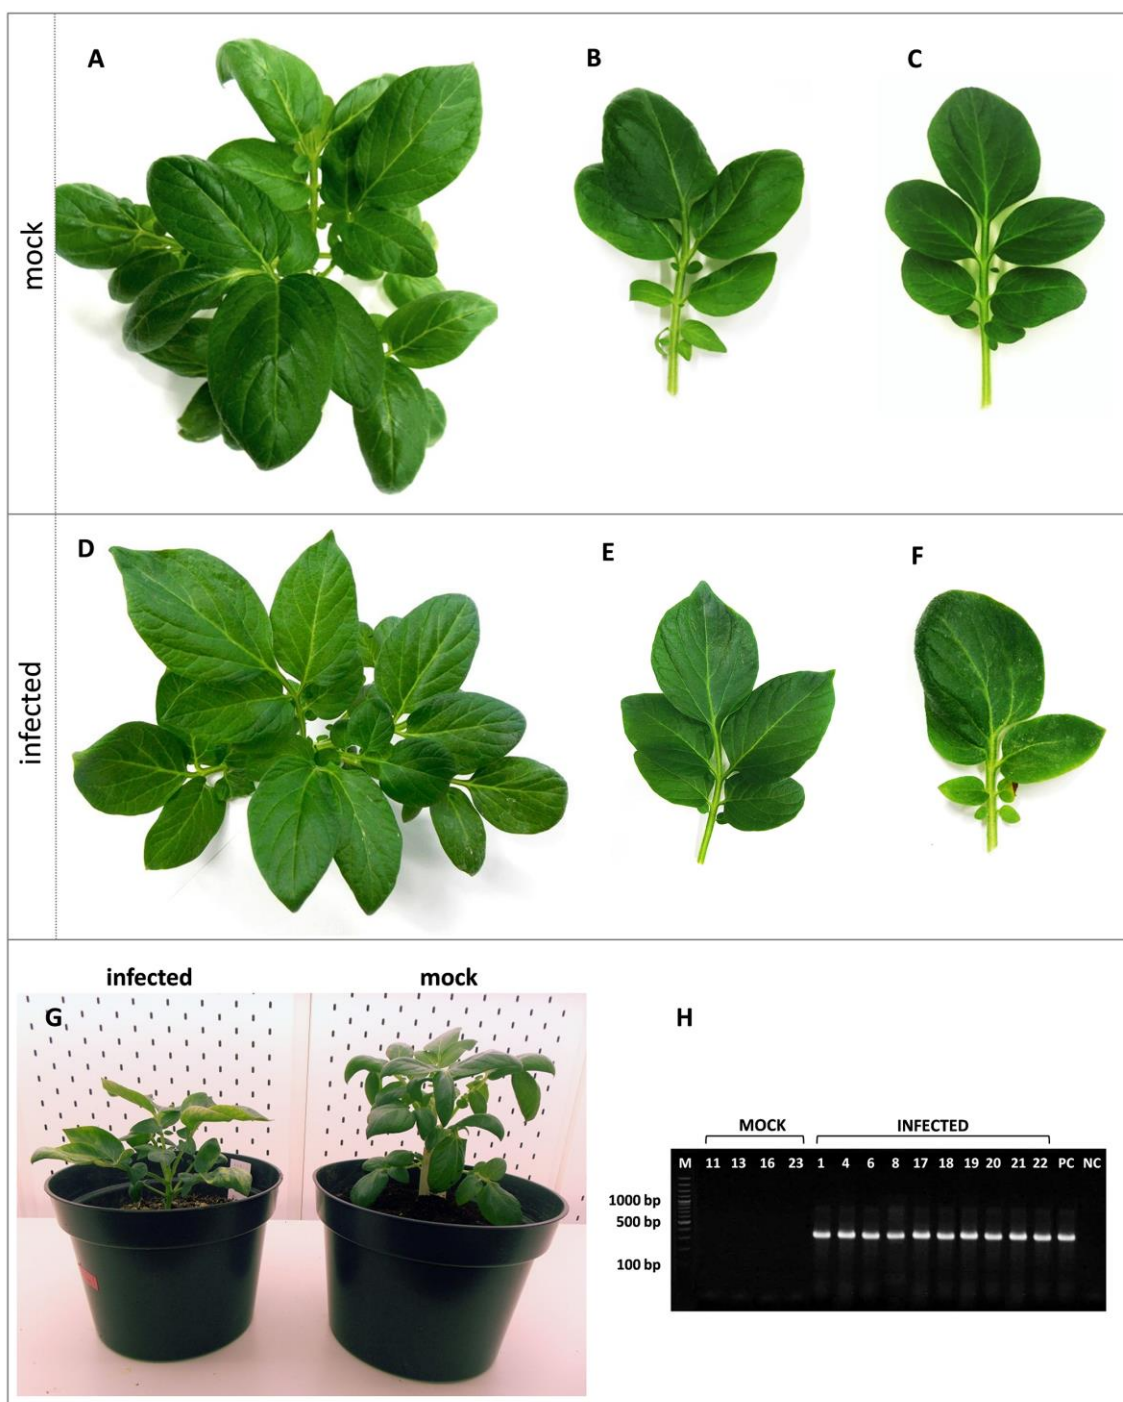 mock
A
B
C
infected
D
E
F
infected mock
G
H
MOCK INFECTED
M 11 13 16 23 1 4 6 8 17 18 19 20 21 22 PC NC
1000 bp
500 bp
100 bp